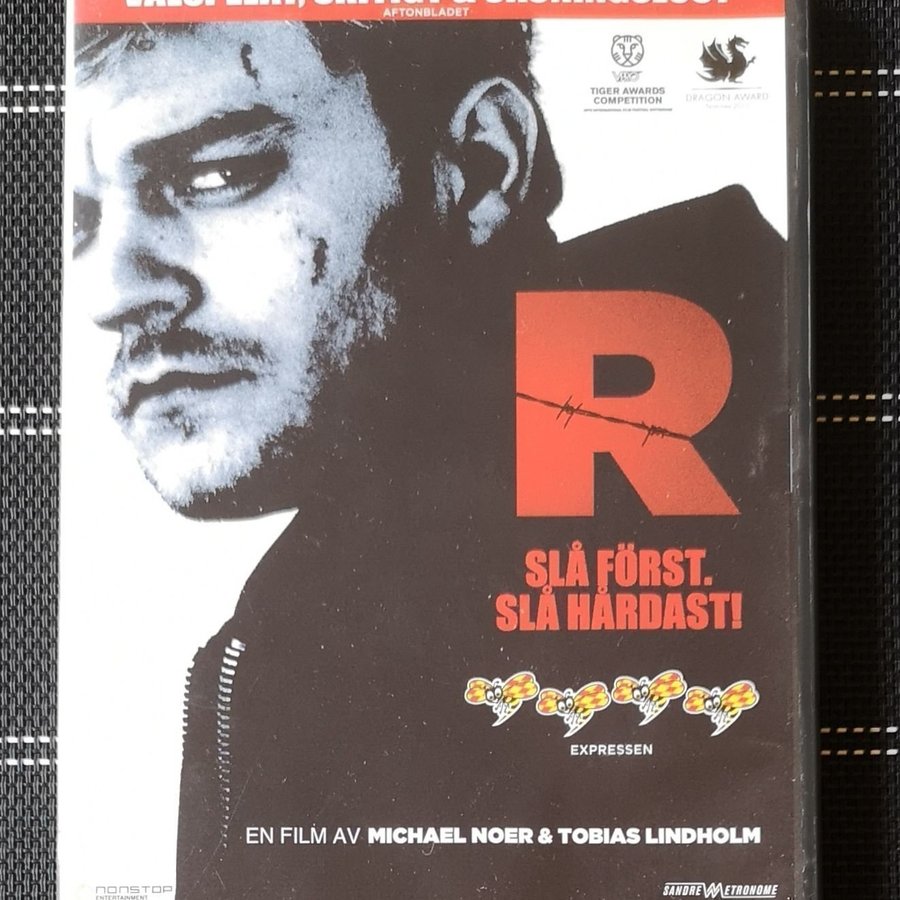 AFTONBLADET
TIGER AWARDS
COMPETITION
DRAGON AWARD
R
SLÅ FÖRST.
SLÅ HÅRDAST!
EXPRESSEN
EN FILM AV MICHAEL NOER & TOBIAS LINDHOLM
NONSTOP
ENTERTAINMENT
SANDREW METRONOME